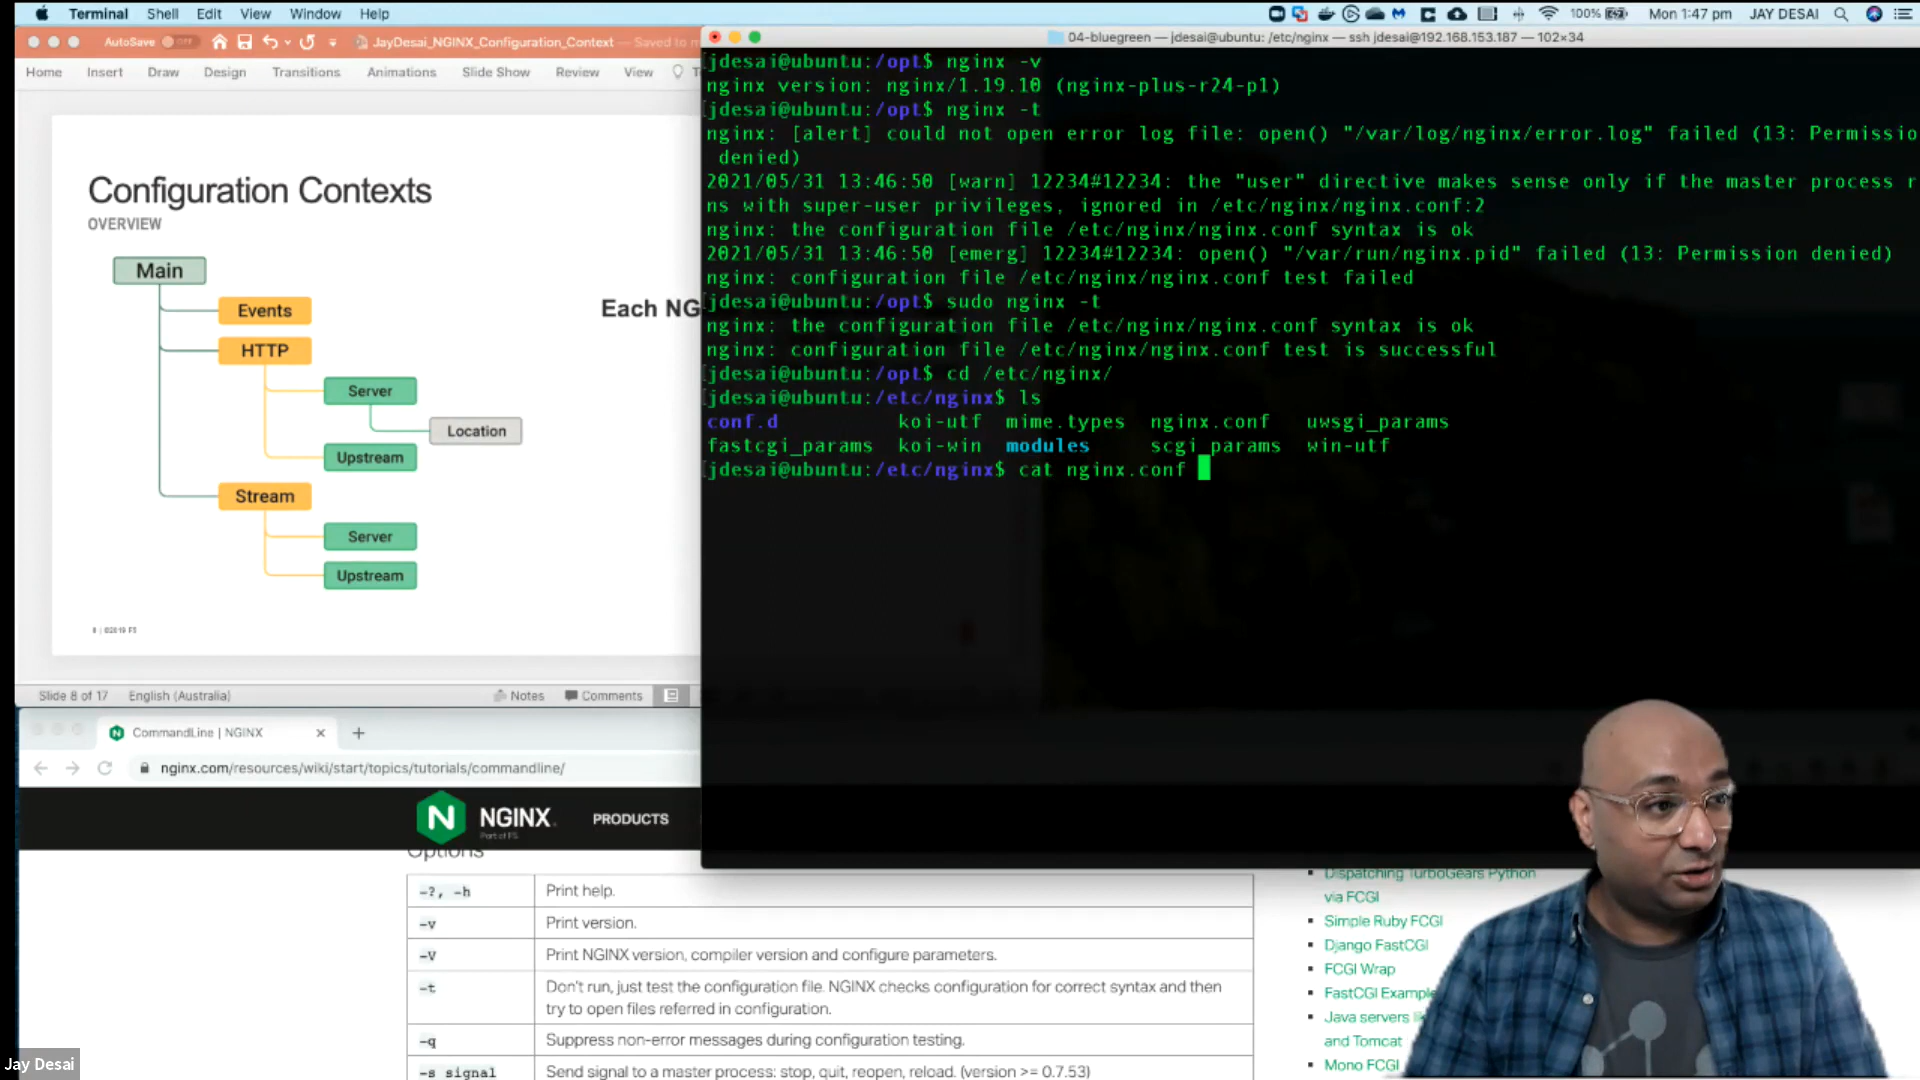 Terminal Shell Edit View Window Help
100% Mon 1:47 pm JAY DESAI
AutoSave OFF JayDesai_NGINX_Configuration_Context — Saved to m
Home Insert Draw Design Transitions Animations Slide Show Review View T
Configuration Contexts
OVERVIEW
Main
Events
HTTP
Server
Location
Upstream
Stream
Server
Upstream
Each NG
8 | ©2019 F5
Slide 8 of 17 English (Australia) Notes Comments
04-bluegreen — jdesai@ubuntu: /etc/nginx — ssh jdesai@192.168.153.187 — 102×34
[jdesai@ubuntu:/opt$ nginx -v
nginx version: nginx/1.19.10 (nginx-plus-r24-p1)
[jdesai@ubuntu:/opt$ nginx -t
nginx: [alert] could not open error log file: open() "/var/log/nginx/error.log" failed (13: Permissio
denied)
2021/05/31 13:46:50 [warn] 12234#12234: the "user" directive makes sense only if the master process r
ns with super-user privileges, ignored in /etc/nginx/nginx.conf:2
nginx: the configuration file /etc/nginx/nginx.conf syntax is ok
2021/05/31 13:46:50 [emerg] 12234#12234: open() "/var/run/nginx.pid" failed (13: Permission denied)
nginx: configuration file /etc/nginx/nginx.conf test failed
[jdesai@ubuntu:/opt$ sudo nginx -t
nginx: the configuration file /etc/nginx/nginx.conf syntax is ok
nginx: configuration file /etc/nginx/nginx.conf test is successful
[jdesai@ubuntu:/opt$ cd /etc/nginx/
[jdesai@ubuntu:/etc/nginx$ ls
conf.d koi-utf mime.types nginx.conf uwsgi_params
fastcgi_params koi-win modules scgi_params win-utf
[jdesai@ubuntu:/etc/nginx$ cat nginx.conf
CommandLine | NGINX
nginx.com/resources/wiki/start/topics/tutorials/commandline/
N NGINX PRODUCTS
Part of F5
Options
-?, -h Print help.
-v Print version.
-V Print NGINX version, compiler version and configure parameters.
-t Don't run, just test the configuration file. NGINX checks configuration for correct syntax and then
try to open files referred in configuration.
-q Suppress non-error messages during configuration testing.
-s signal Send signal to a master process: stop, quit, reopen, reload. (version >= 0.7.53)
Dispatching TurboGears Python
via FCGI
Simple Ruby FCGI
Django FastCGI
FCGI Wrap
FastCGI Example
Java servers
and Tomcat
Mono FCGI
Jay Desai